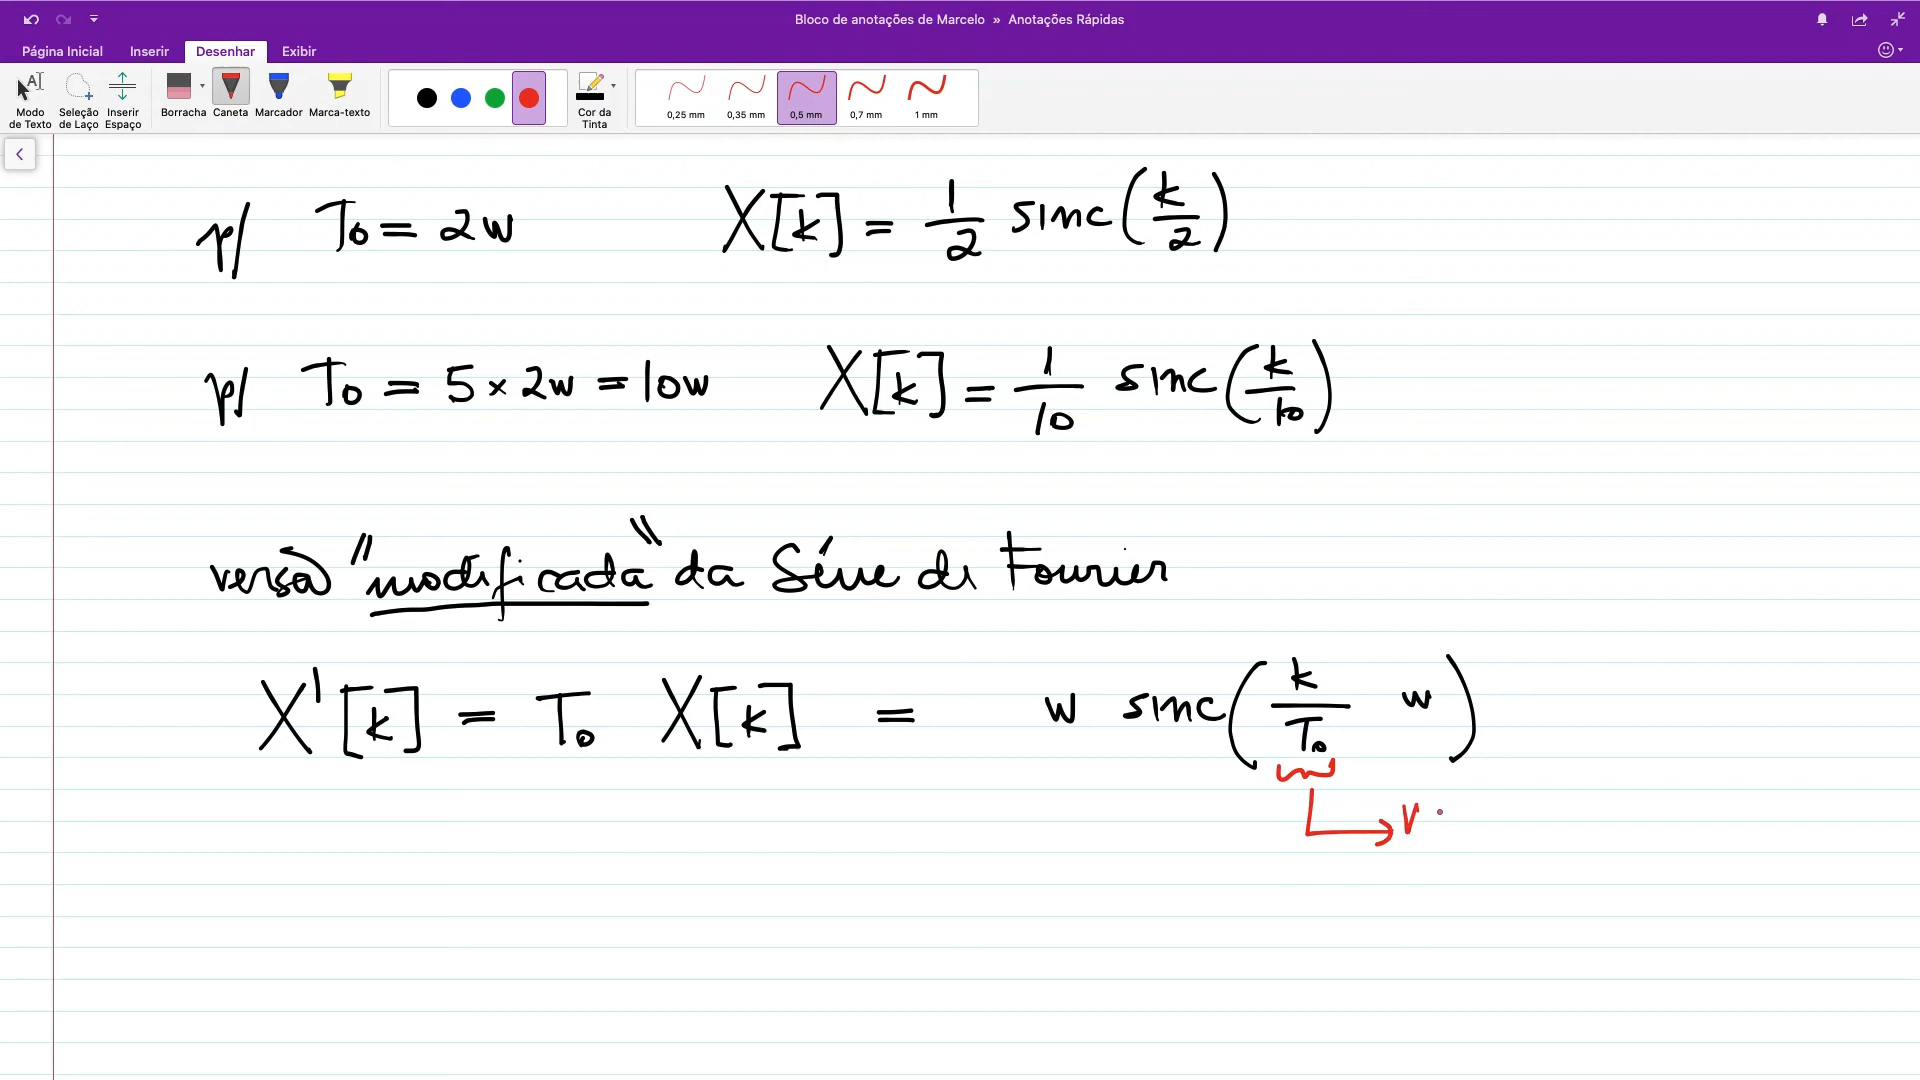 Bloco de anotações de Marcelo » Anotações Rápidas
Página Inicial Inserir Desenhar Exibir
Modo de Texto
Seleção de Laço
Inserir Espaço
Borracha
Caneta
Marcador
Marca-texto
Cor da Tinta
0,25 mm
0,35 mm
0,5 mm
0,7 mm
1 mm
p/ T₀ = 2w X[k] = 1/2 sinc(k/2)
p/ T₀ = 5 × 2w = 10w X[k] = 1/10 sinc(k/10)
versão "modificada" da Série di Fourier
X'[k] = T₀ X[k] = w sinc(k/T₀ w)